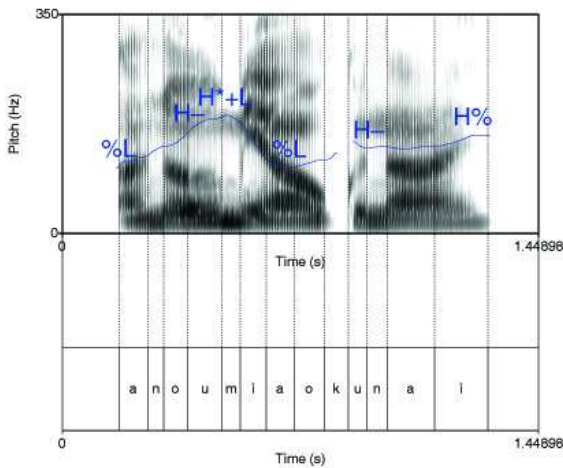 350
Pitch (Hz)
%L H– H*+L %L H– H%
0
0 1.44898
Time (s)
a n o u m i a o k u n a i
0 1.44898
Time (s)